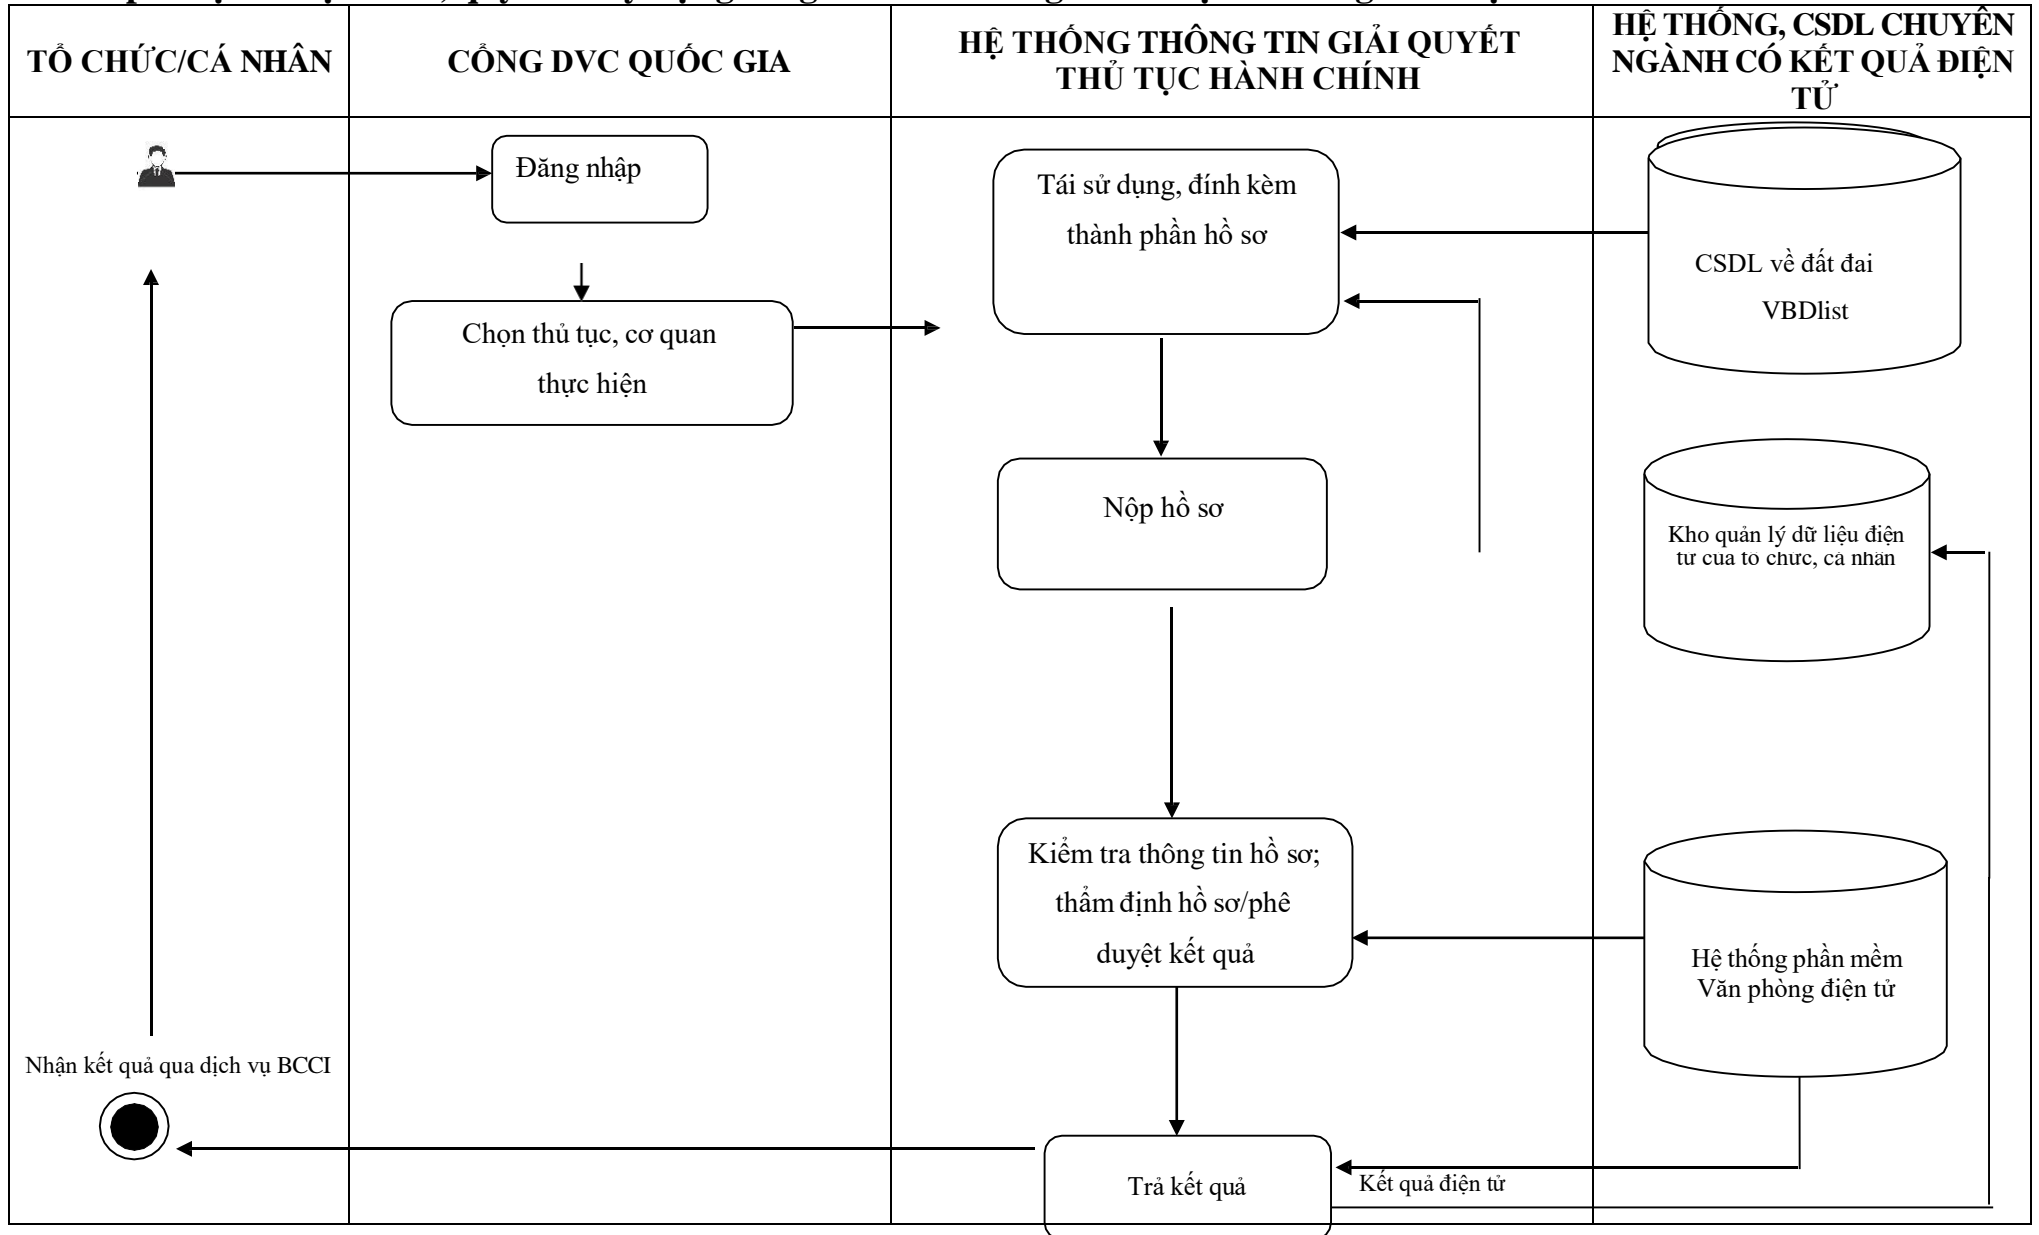 TỔ CHỨC/CÁ NHÂN
CỔNG DVC QUỐC GIA
HỆ THỐNG THÔNG TIN GIẢI QUYẾT
THỦ TỤC HÀNH CHÍNH
HỆ THỐNG, CSDL CHUYÊN
NGÀNH CÓ KẾT QUẢ ĐIỆN
TỬ
Đăng nhập
Tái sử dụng, đính kèm
thành phần hồ sơ
CSDL về đất đai
VBDlist
Chọn thủ tục, cơ quan
thực hiện
Nộp hồ sơ
Kho quản lý dữ liệu điện
tử của tổ chức, cá nhân
Kiểm tra thông tin hồ sơ;
thẩm định hồ sơ/phê
duyệt kết quả
Hệ thống phần mềm
Văn phòng điện tử
Nhận kết quả qua dịch vụ BCCI
Trả kết quả
Kết quả điện tử